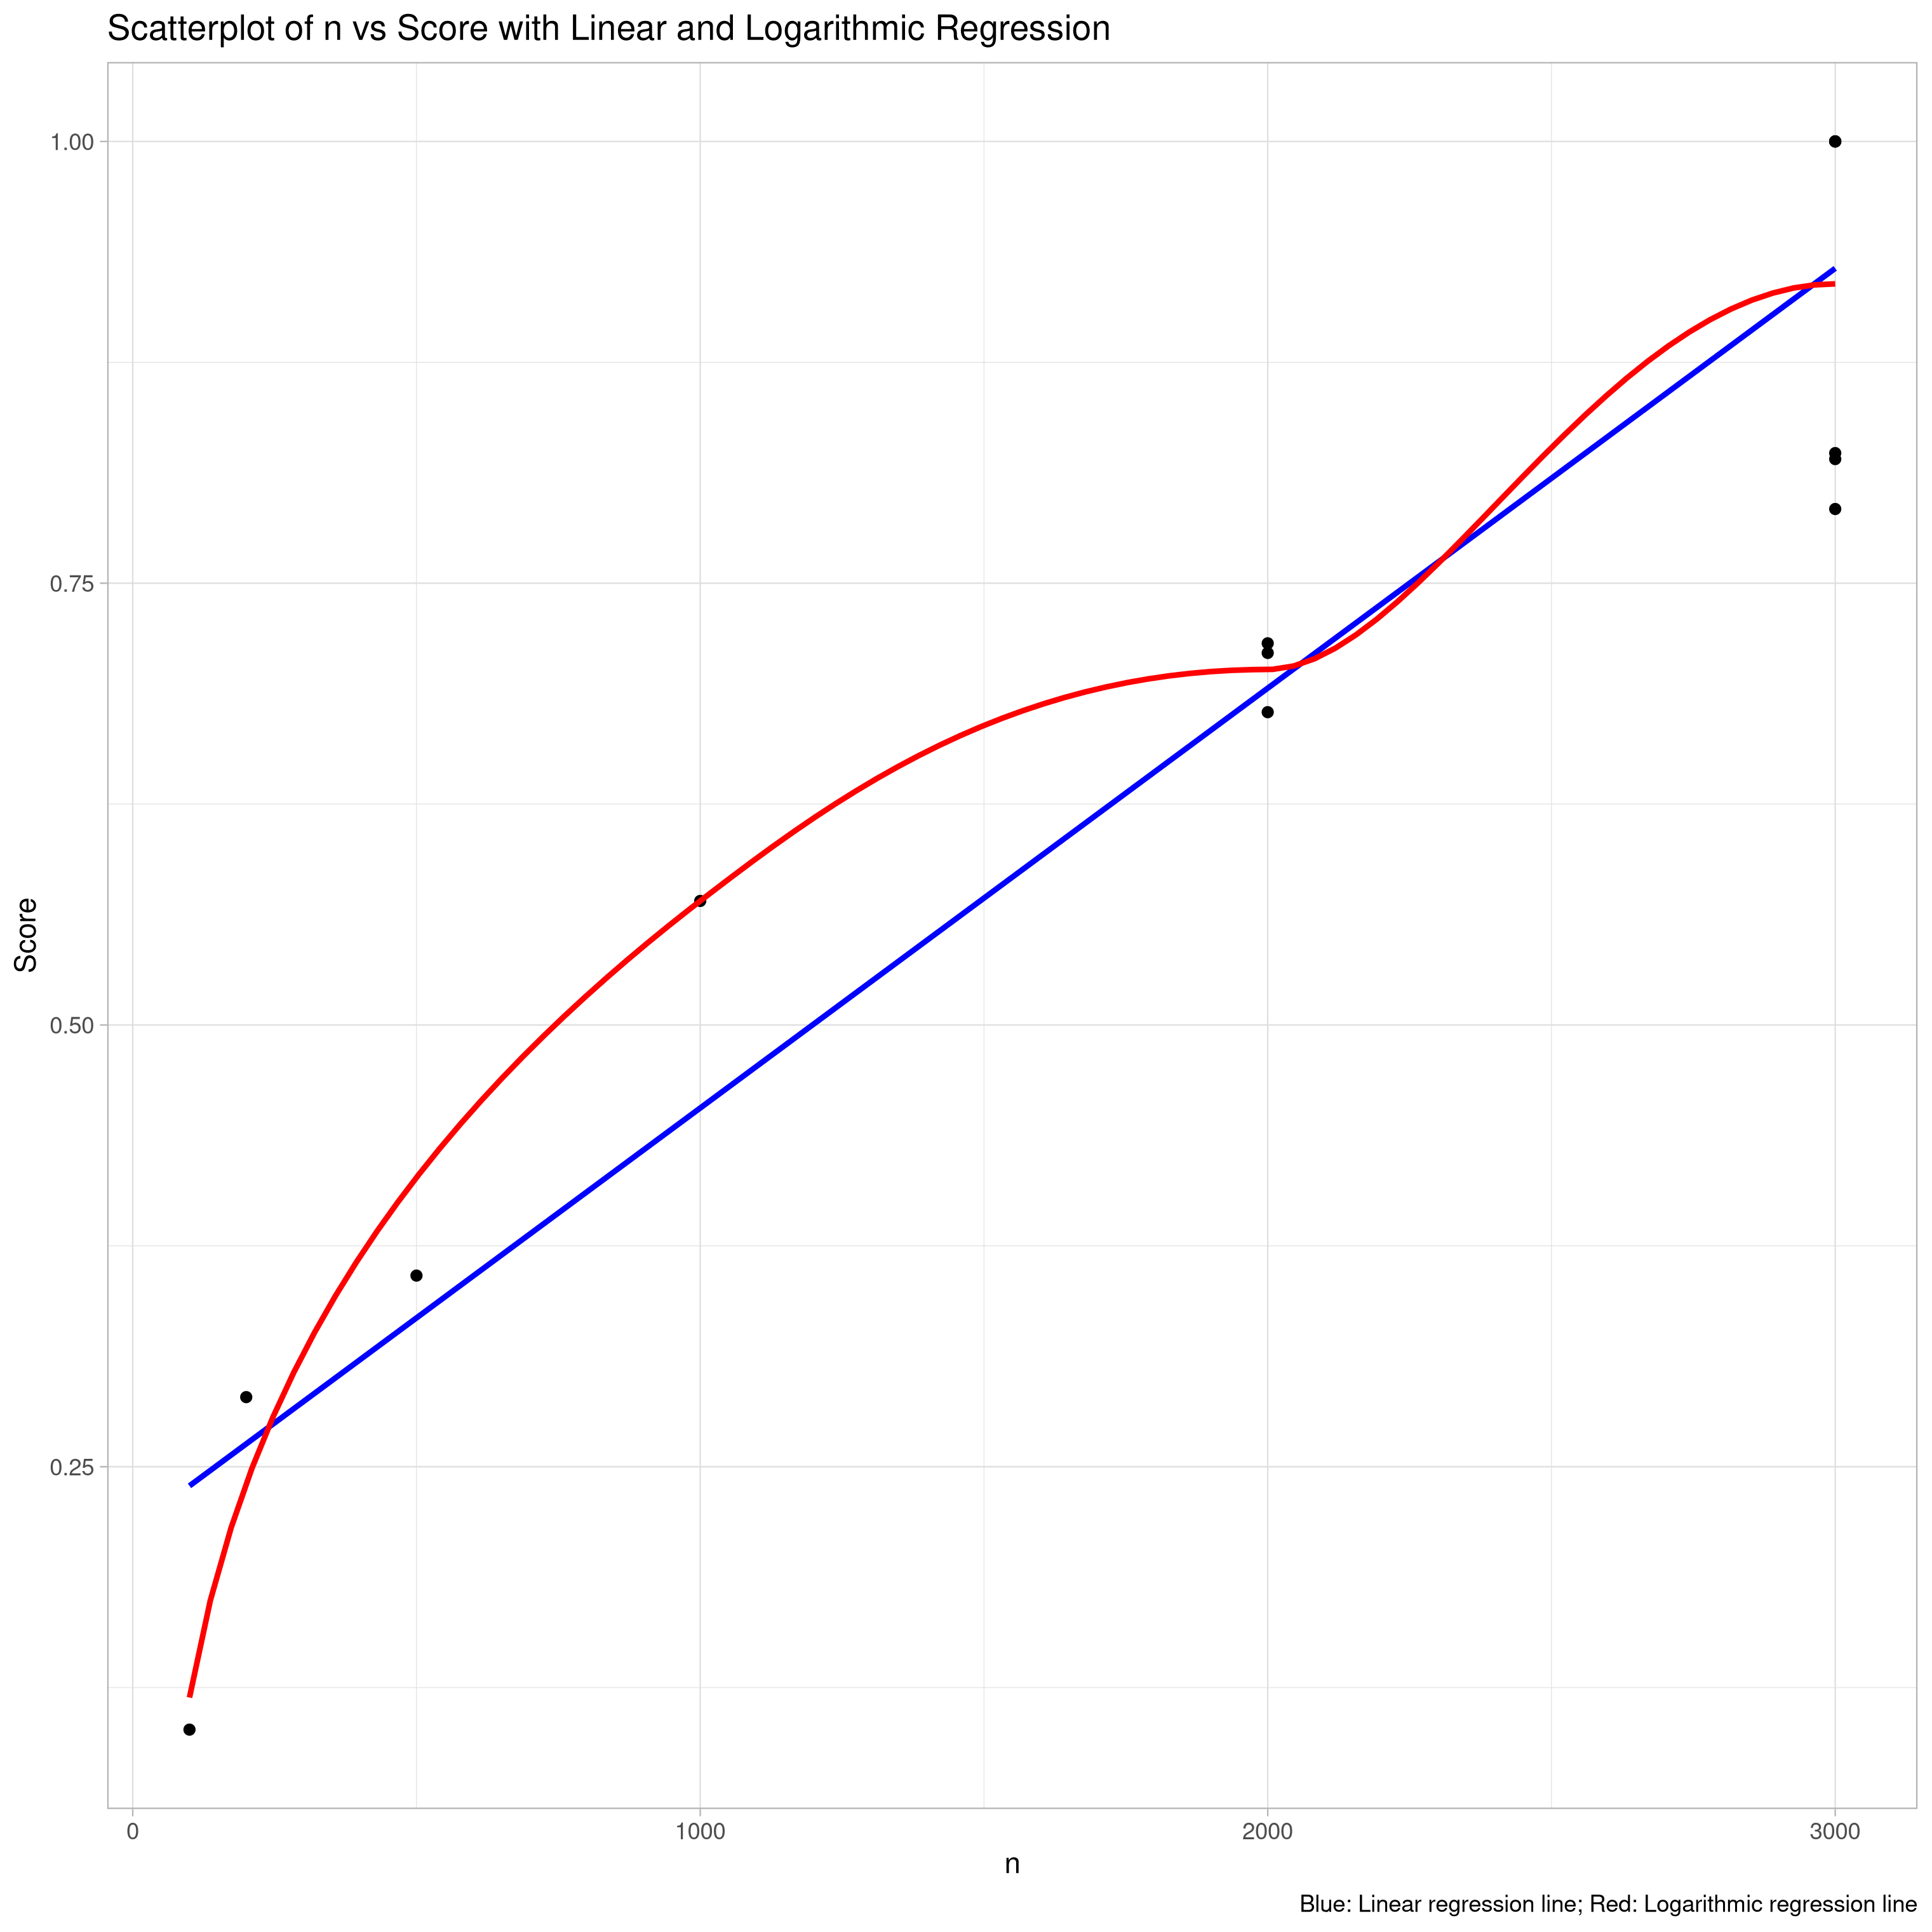 Scatterplot of n vs Score with Linear and Logarithmic Regression
1.00
0.75
0.50
0.25
Score
0 1000 2000 3000
n
Blue: Linear regression line; Red: Logarithmic regression line